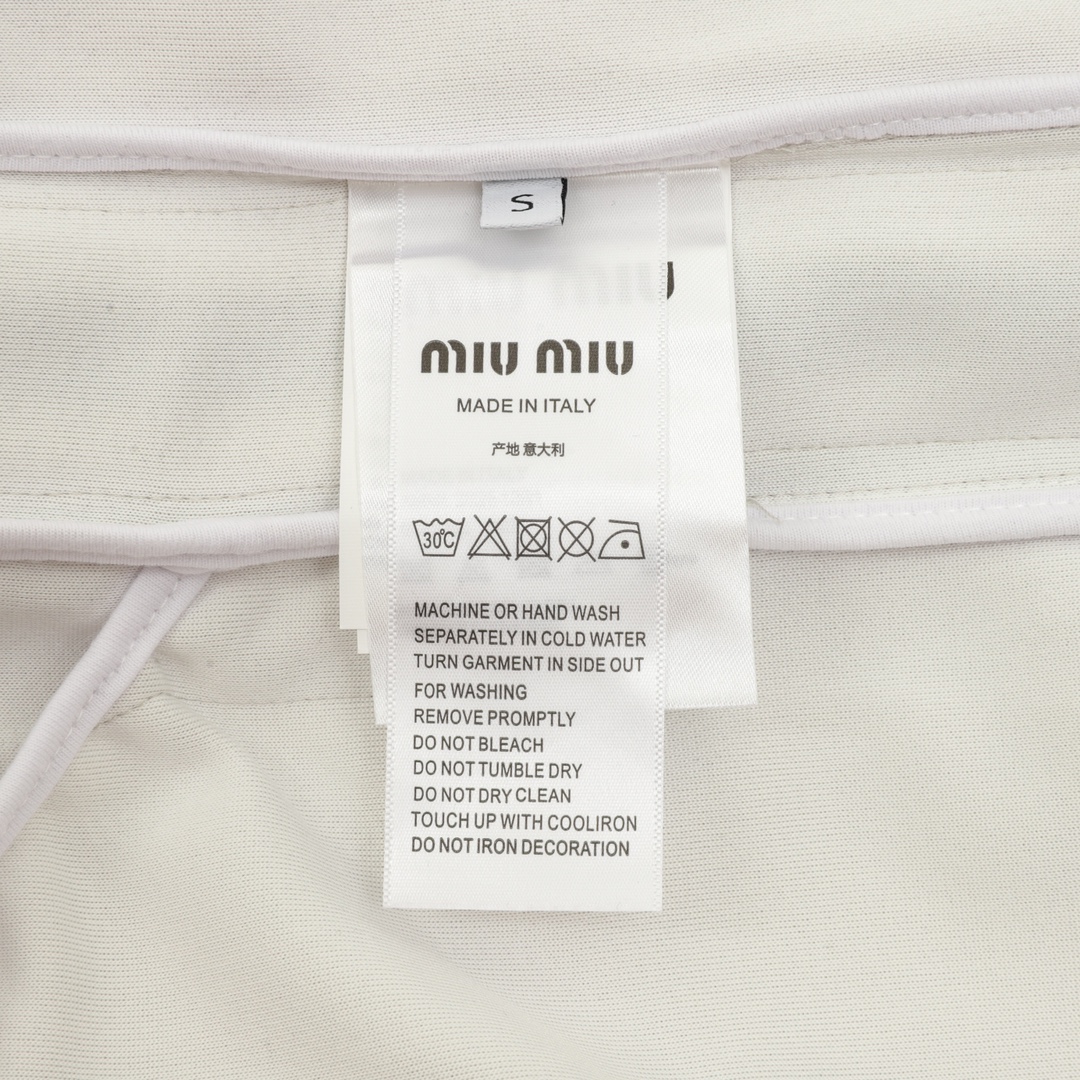 S
MIU MIU
MADE IN ITALY
产地 意大利
30℃
MACHINE OR HAND WASH
SEPARATELY IN COLD WATER
TURN GARMENT IN SIDE OUT
FOR WASHING
REMOVE PROMPTLY
DO NOT BLEACH
DO NOT TUMBLE DRY
DO NOT DRY CLEAN
TOUCH UP WITH COOLIRON
DO NOT IRON DECORATION